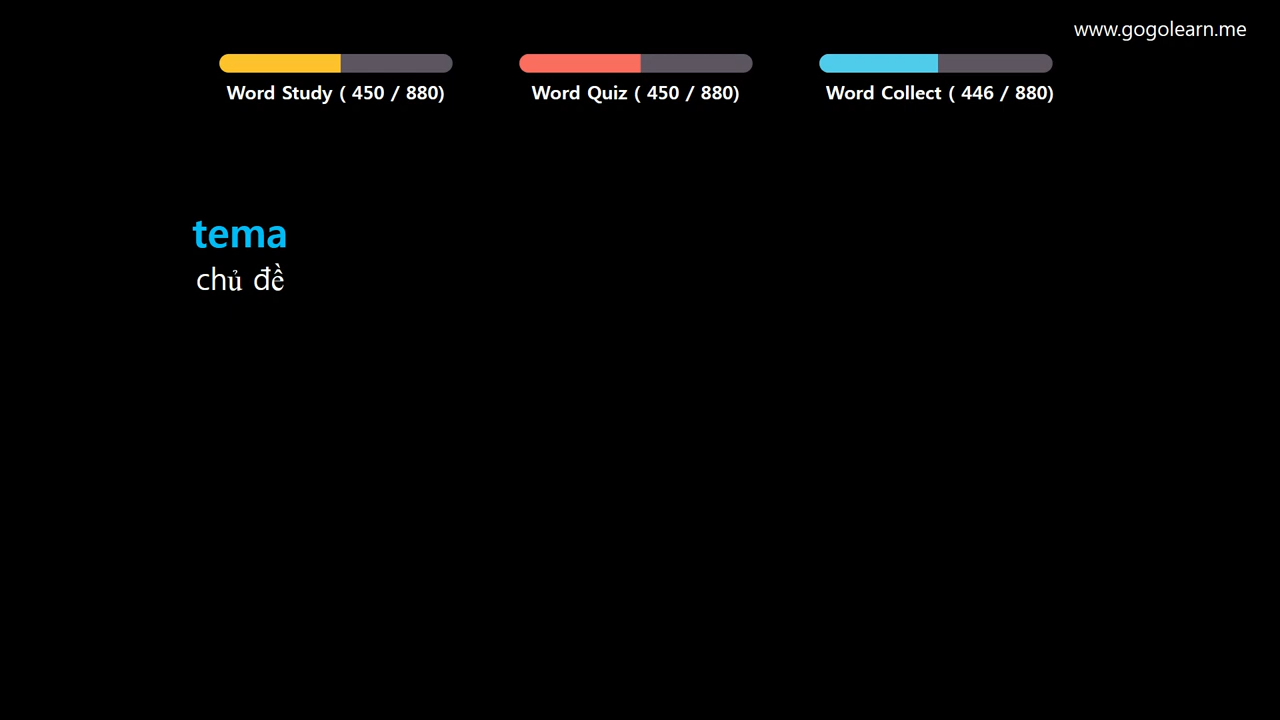 www.gogolearn.me
Word Study ( 450 / 880)
Word Quiz ( 450 / 880)
Word Collect ( 446 / 880)
tema
chủ đề